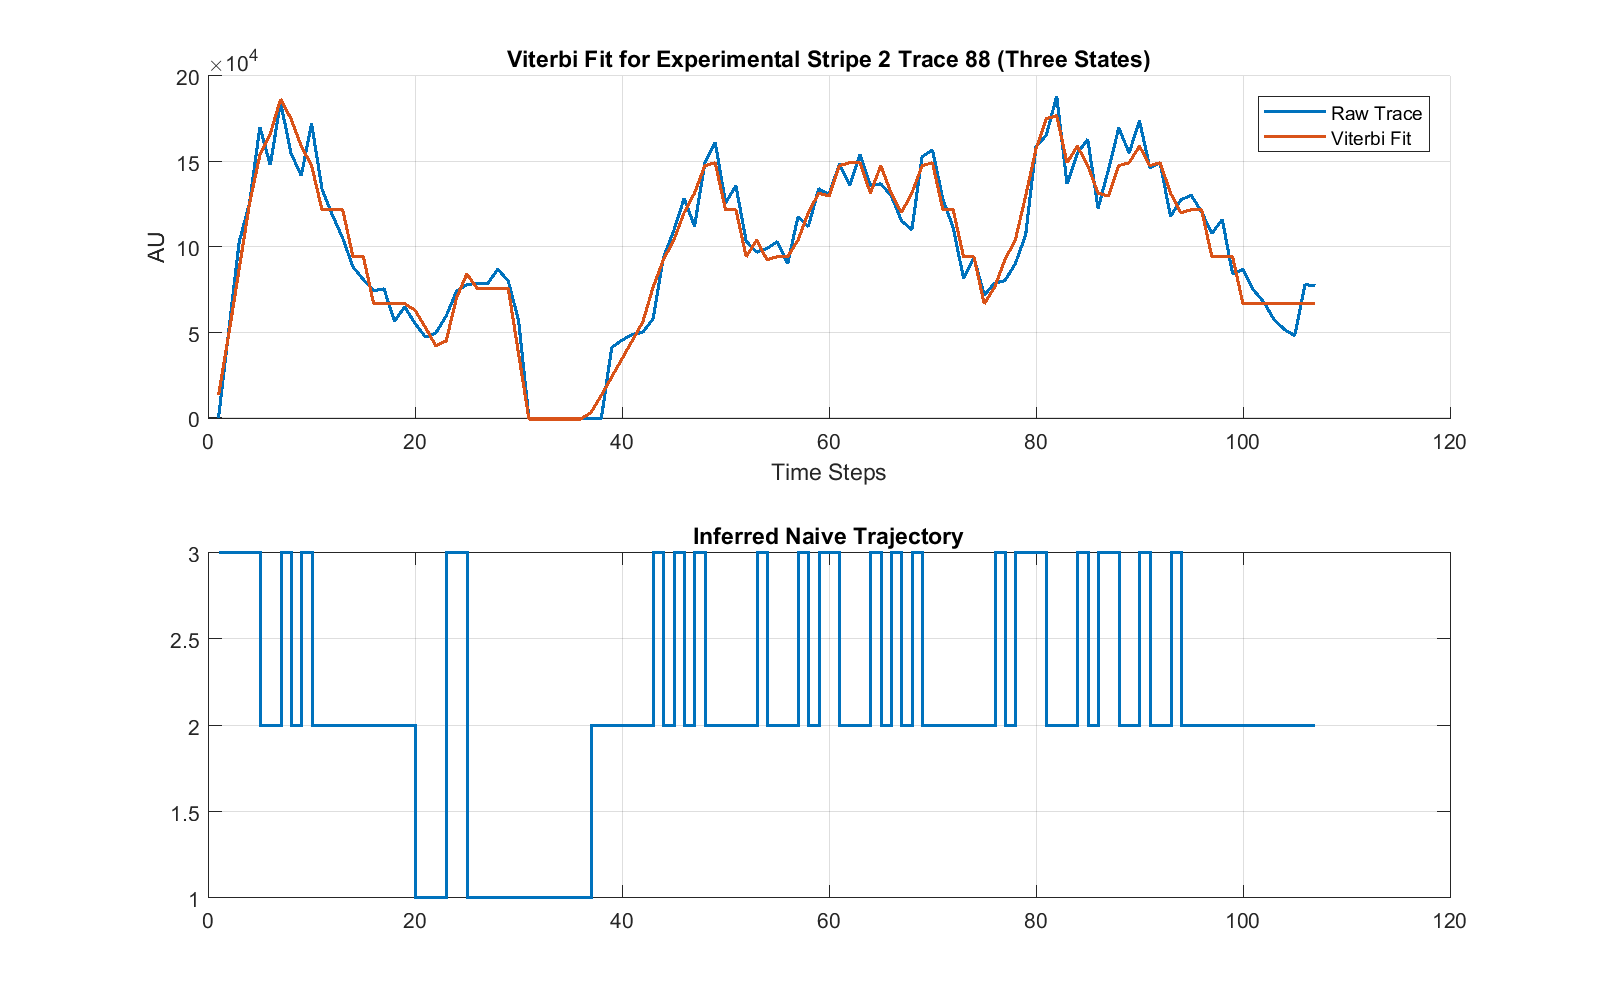 Viterbi Fit for Experimental Stripe 2 Trace 88 (Three States)
×10⁴
20
15
10
5
0
AU
Raw Trace
Viterbi Fit
0 20 40 60 80 100 120
Time Steps
Inferred Naive Trajectory
3
2.5
2
1.5
1
0 20 40 60 80 100 120